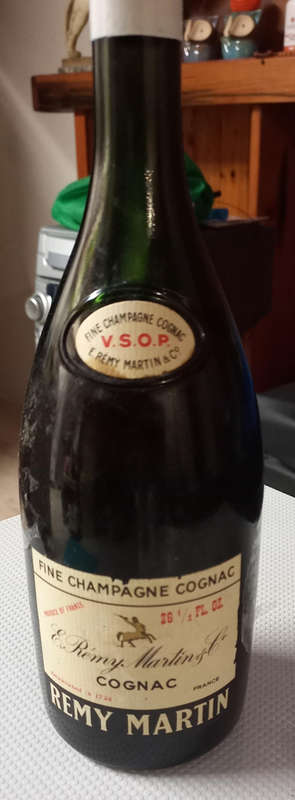 FINE CHAMPAGNE COGNAC
V.S.O.P.
E. REMY MARTIN & Cº
FINE CHAMPAGNE COGNAC
PRODUCE OF FRANCE
26 1/2 FL. OZ.
E. Rémy Martin & Cº
COGNAC
FRANCE
REMY MARTIN